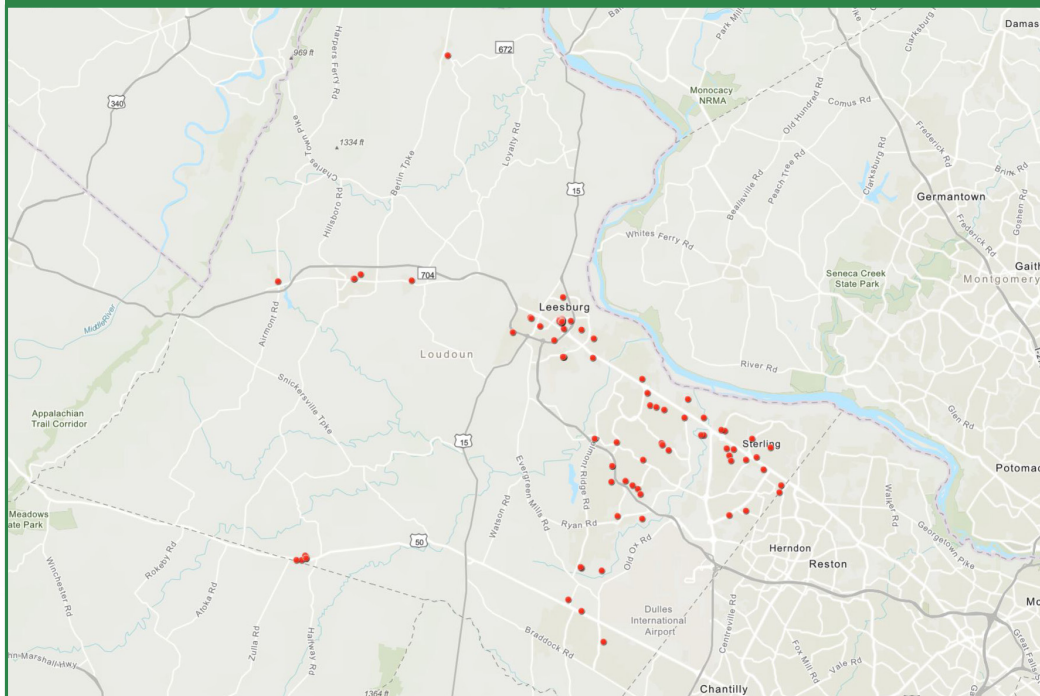 Damas
Park Mill
Clarksburg R
672
969 ft
Harpers Ferry Rd
340
Monocacy
NRMA
Old Hundred Rd
Comus Rd
Frederick Rd
Loyalty Rd
Charles Town Pike
1334 ft
Berlin Tpke
Clarksburg Rd
Peach Tree Rd
Beallsville Rd
15
Germantown
Goshen Rd
Hillsboro Rd
Frederick Rd
Whites Ferry Rd
Gaith
Seneca Creek
State Park
Montgomery
704
Leesburg
Airmont Rd
Loudoun
River Rd
Snickersville Tpke
Glen Rd
Appalachian
Trail Corridor
15
Sterling
Evergreen Mills Rd
Potomac
Watson Rd
Walker Rd
Meadows
ate Park
Ryan Rd
Georgetown Pike
50
Old Ox Rd
Herndon
Reston
Rokeby Rd
Winchester Rd
Atoka Rd
Dulles
International
Airport
Centreville Rd
Zulla Rd
Halfway Rd
Braddock Rd
Fox Mill Rd
Vale Rd
hn-Marshall-Hwy
Chantilly
1364 ft